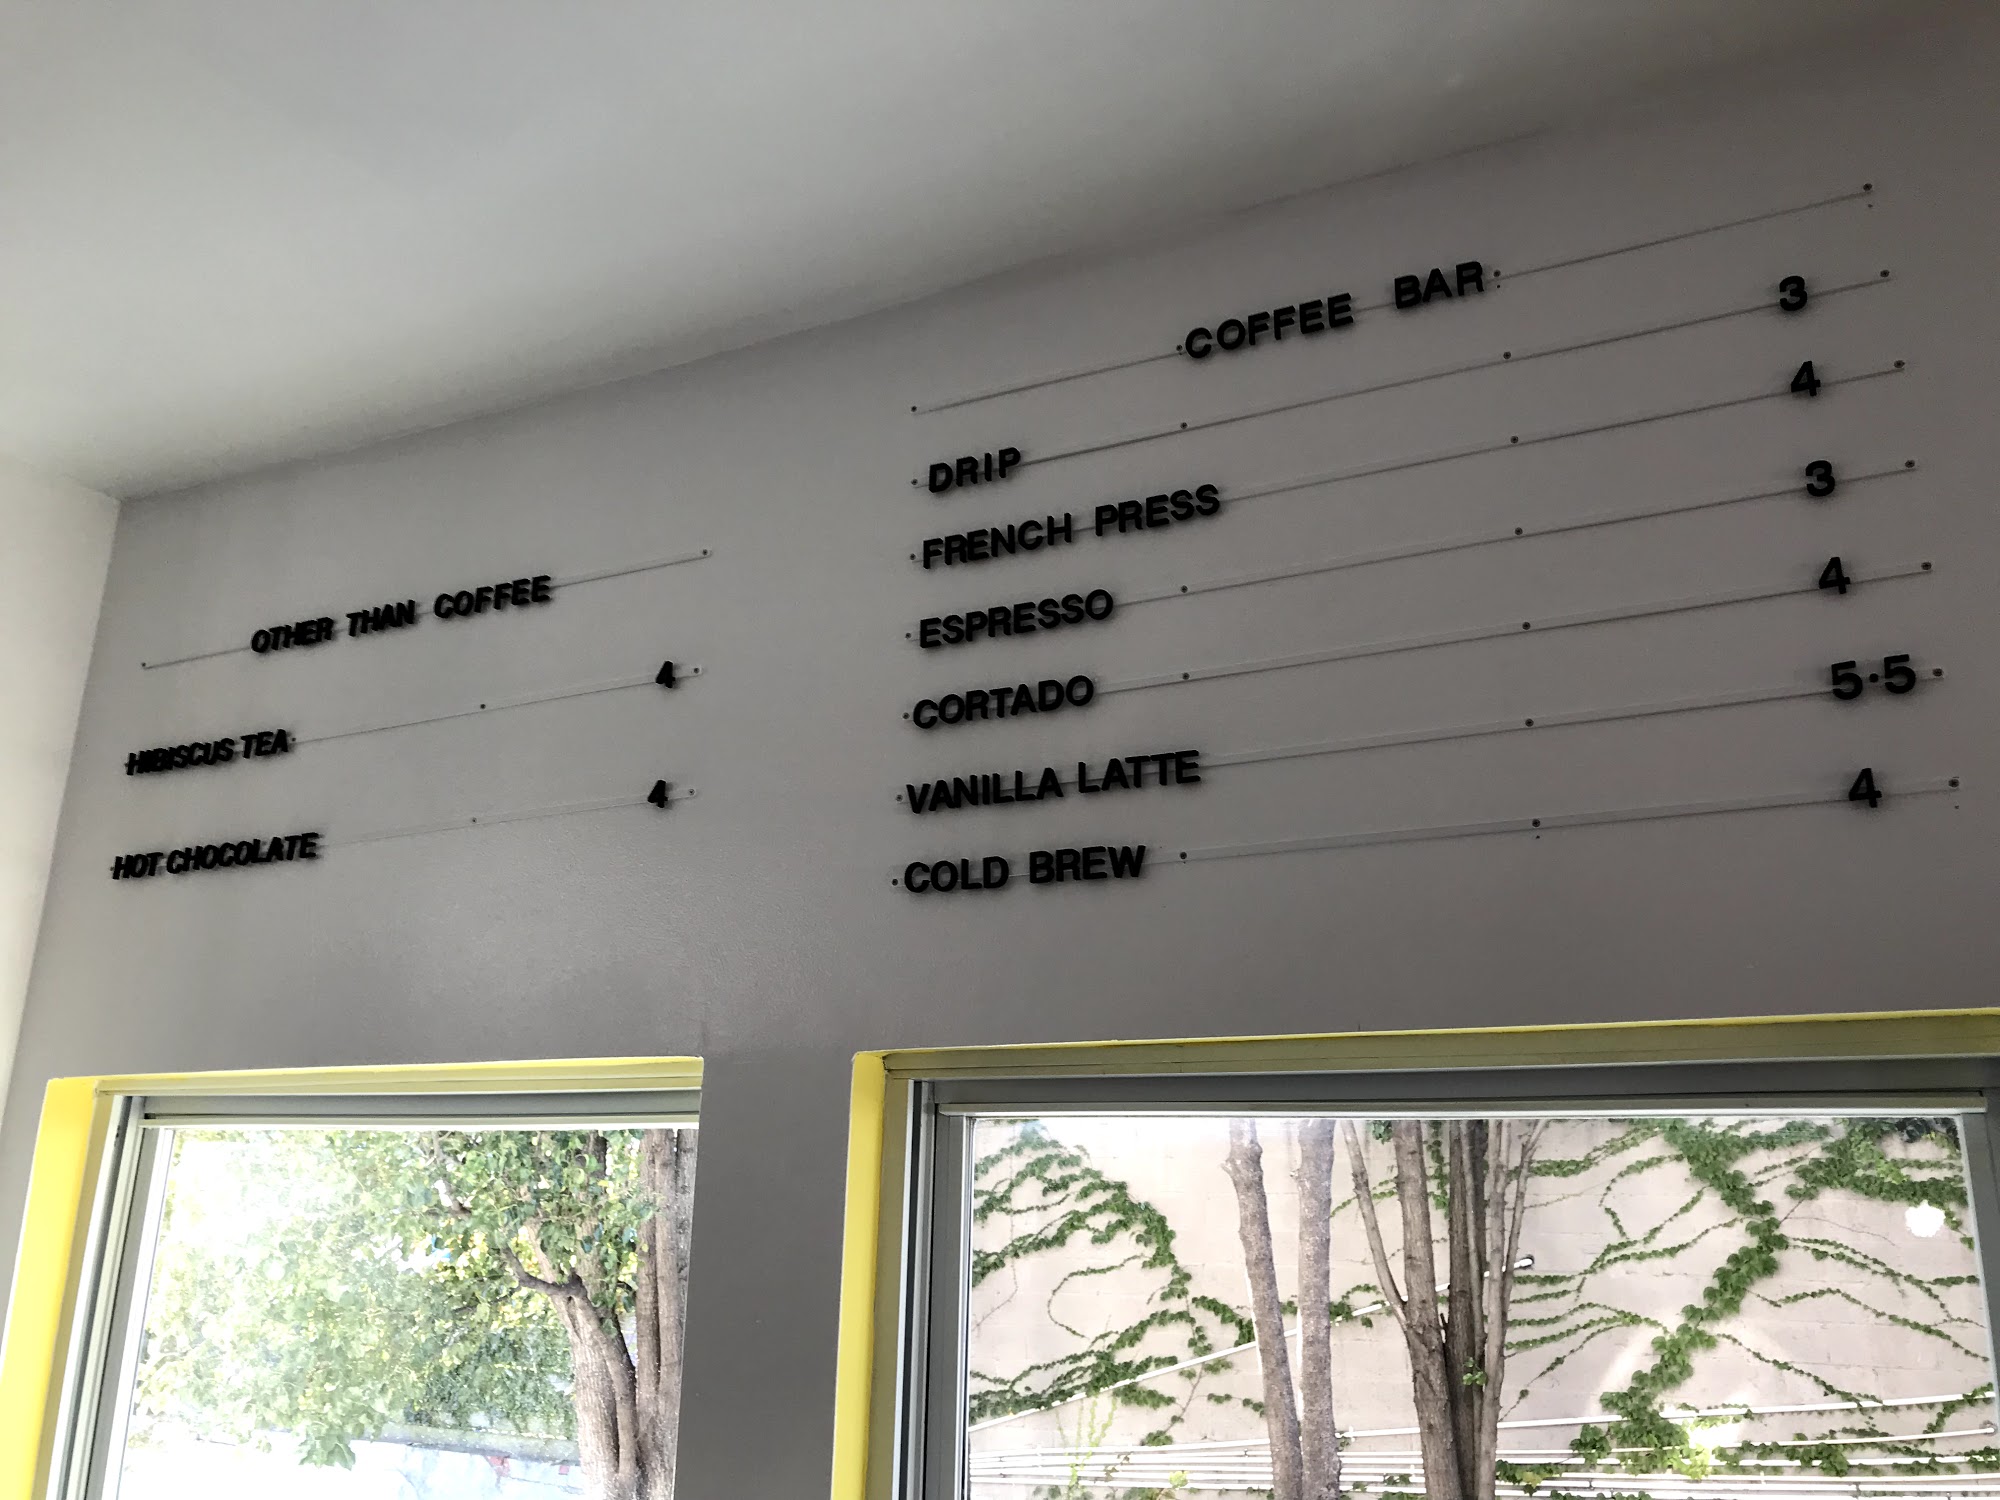 OTHER THAN COFFEE
HIBISCUS TEA 4
HOT CHOCOLATE 4
COFFEE BAR
DRIP 3
FRENCH PRESS 4
ESPRESSO 3
CORTADO 4
VANILLA LATTE 5·5
COLD BREW 4